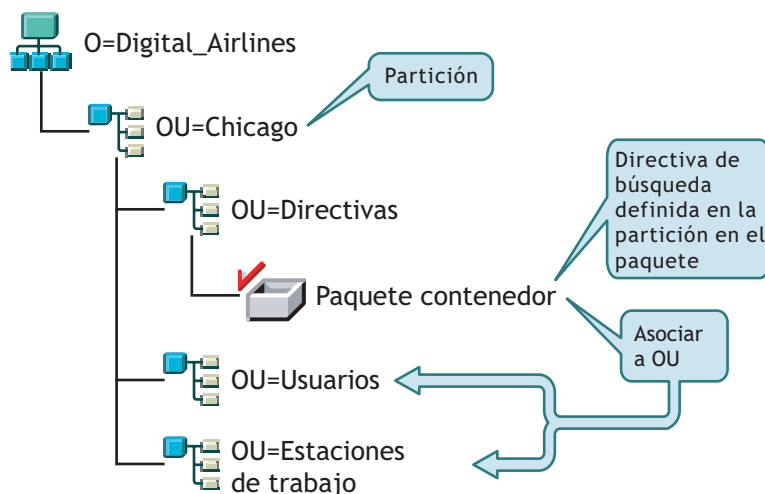 O=Digital_Airlines
Partición
OU=Chicago
Directiva de
búsqueda
definida en la
partición en el
paquete
OU=Directivas
Paquete contenedor
Asociar
a OU
OU=Usuarios
OU=Estaciones
de trabajo